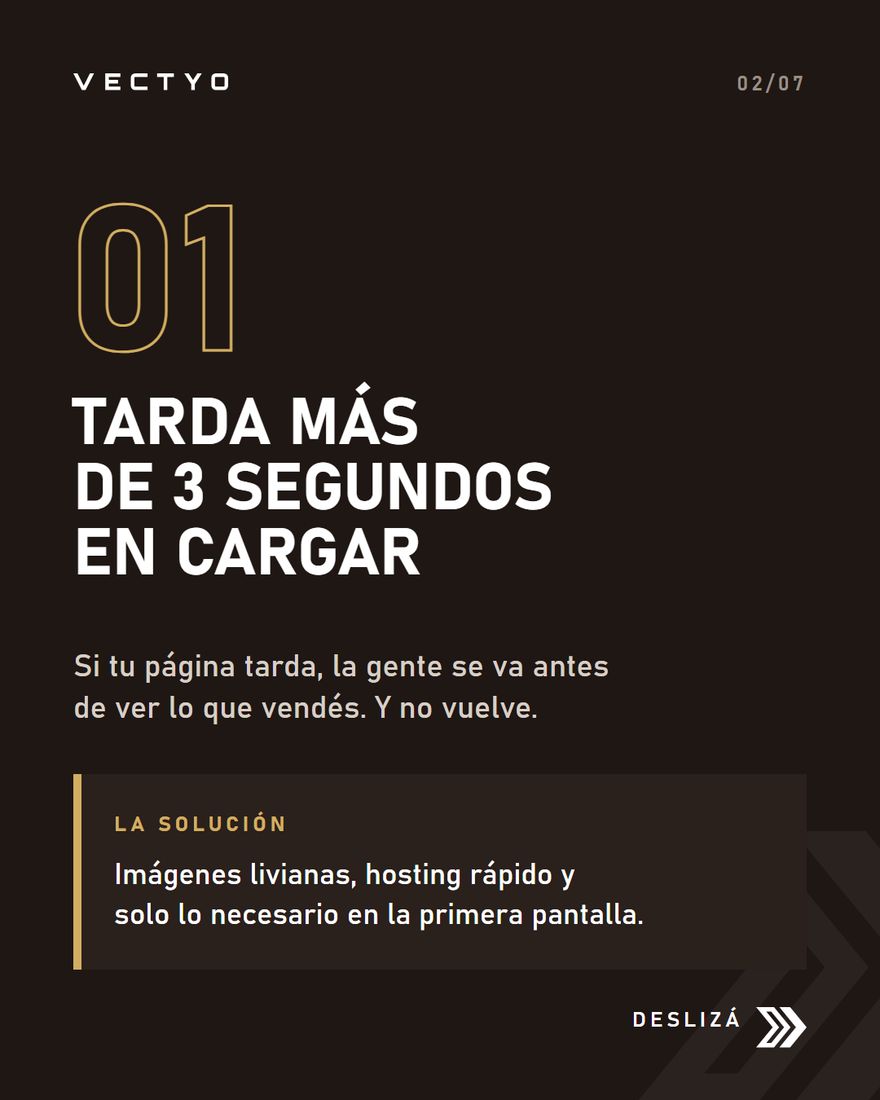 VECTYO
02/07
01
TARDA MÁS
DE 3 SEGUNDOS
EN CARGAR
Si tu página tarda, la gente se va antes
de ver lo que vendés. Y no vuelve.
LA SOLUCIÓN
Imágenes livianas, hosting rápido y
solo lo necesario en la primera pantalla.
DESLIZÁ